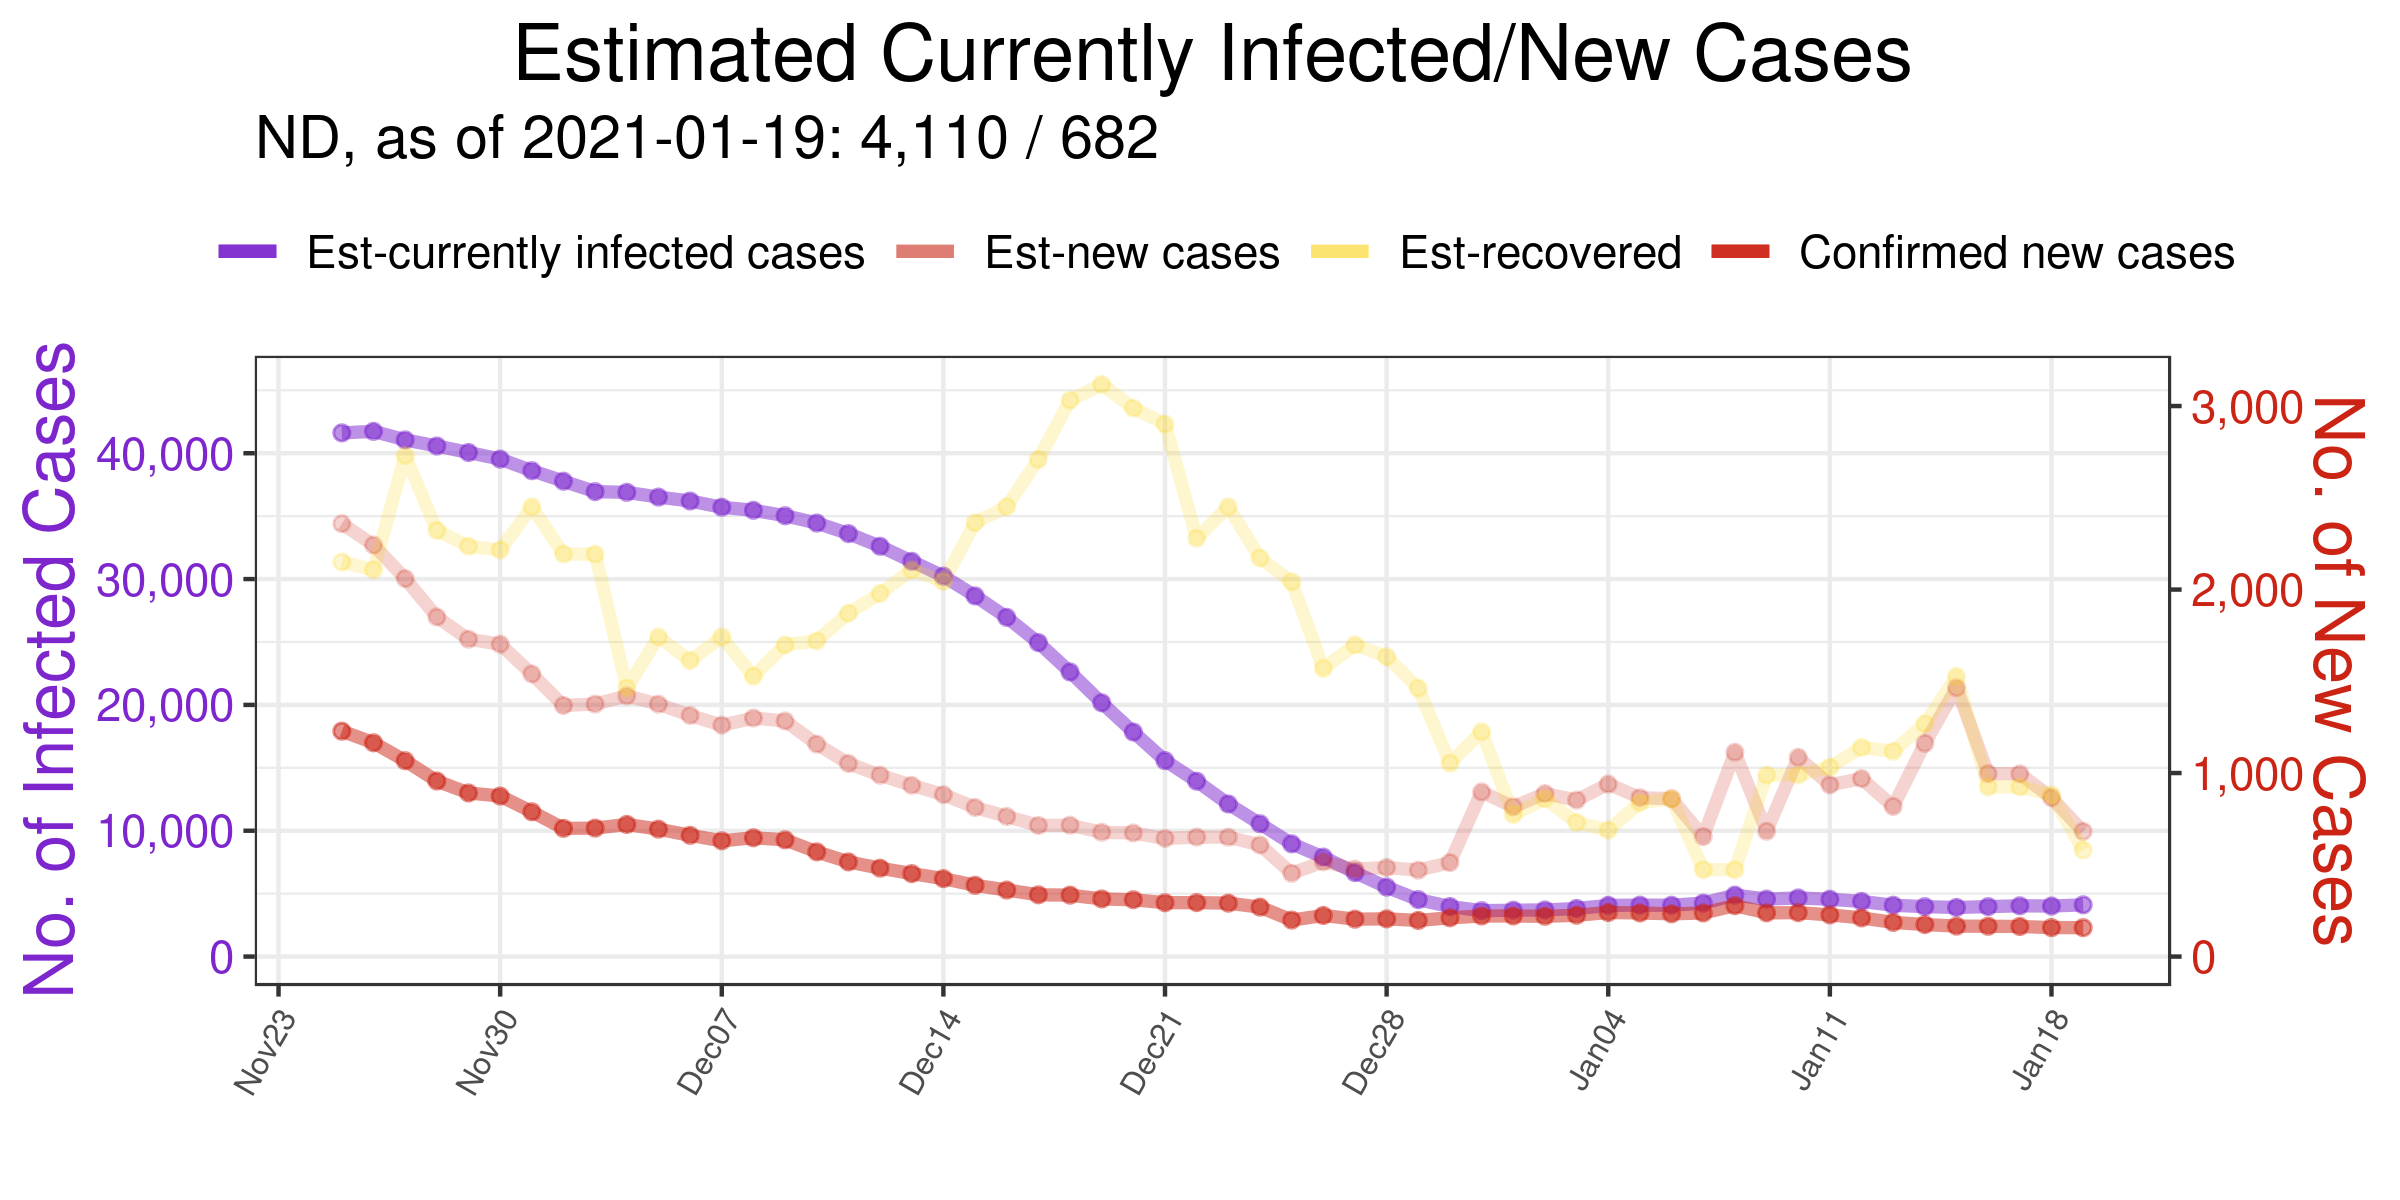 Estimated Currently Infected/New Cases
ND, as of 2021-01-19: 4,110 / 682
Est-currently infected cases Est-new cases Est-recovered Confirmed new cases
No. of Infected Cases
40,000
30,000
20,000
10,000
0
3,000
2,000
1,000
0
No. of New Cases
Nov23 Nov30 Dec07 Dec14 Dec21 Dec28 Jan04 Jan11 Jan18